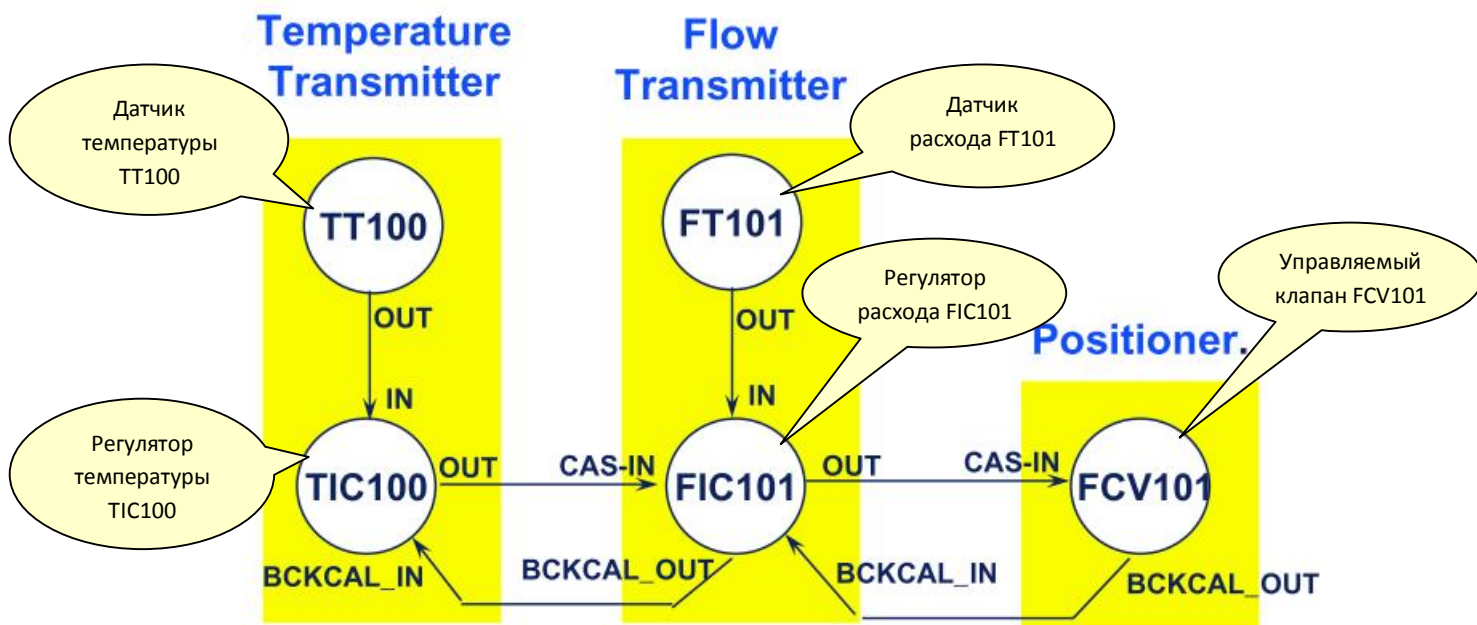 Temperature
Transmitter
Flow
Transmitter
Датчик
температуры
TT100
Датчик
расхода FT101
TT100
FT101
Регулятор
расхода FIC101
Управляемый
клапан FCV101
OUT
OUT
Positioner.
IN
IN
Регулятор
температуры
TIC100
TIC100
OUT
CAS-IN
FIC101
OUT
CAS-IN
FCV101
BCKCAL_IN
BCKCAL_OUT
BCKCAL_IN
BCKCAL_OUT